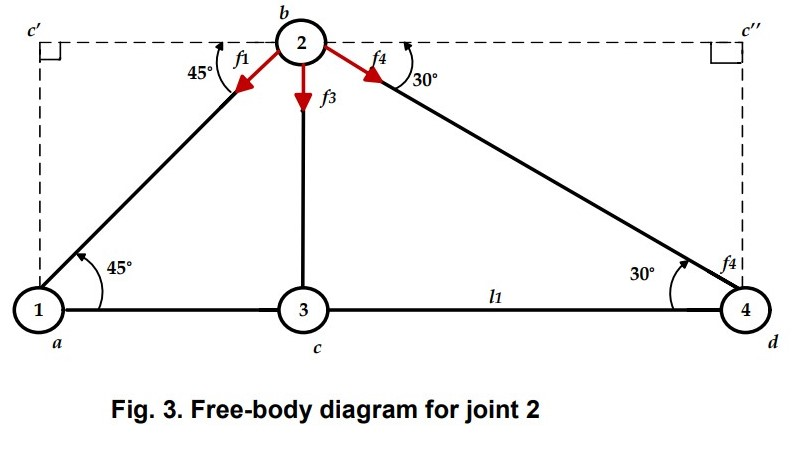 b
c′ 2 c′′
45° f1 f4 30°
f3
45° 30° f4
1 3 l1 4
a c d
Fig. 3. Free-body diagram for joint 2